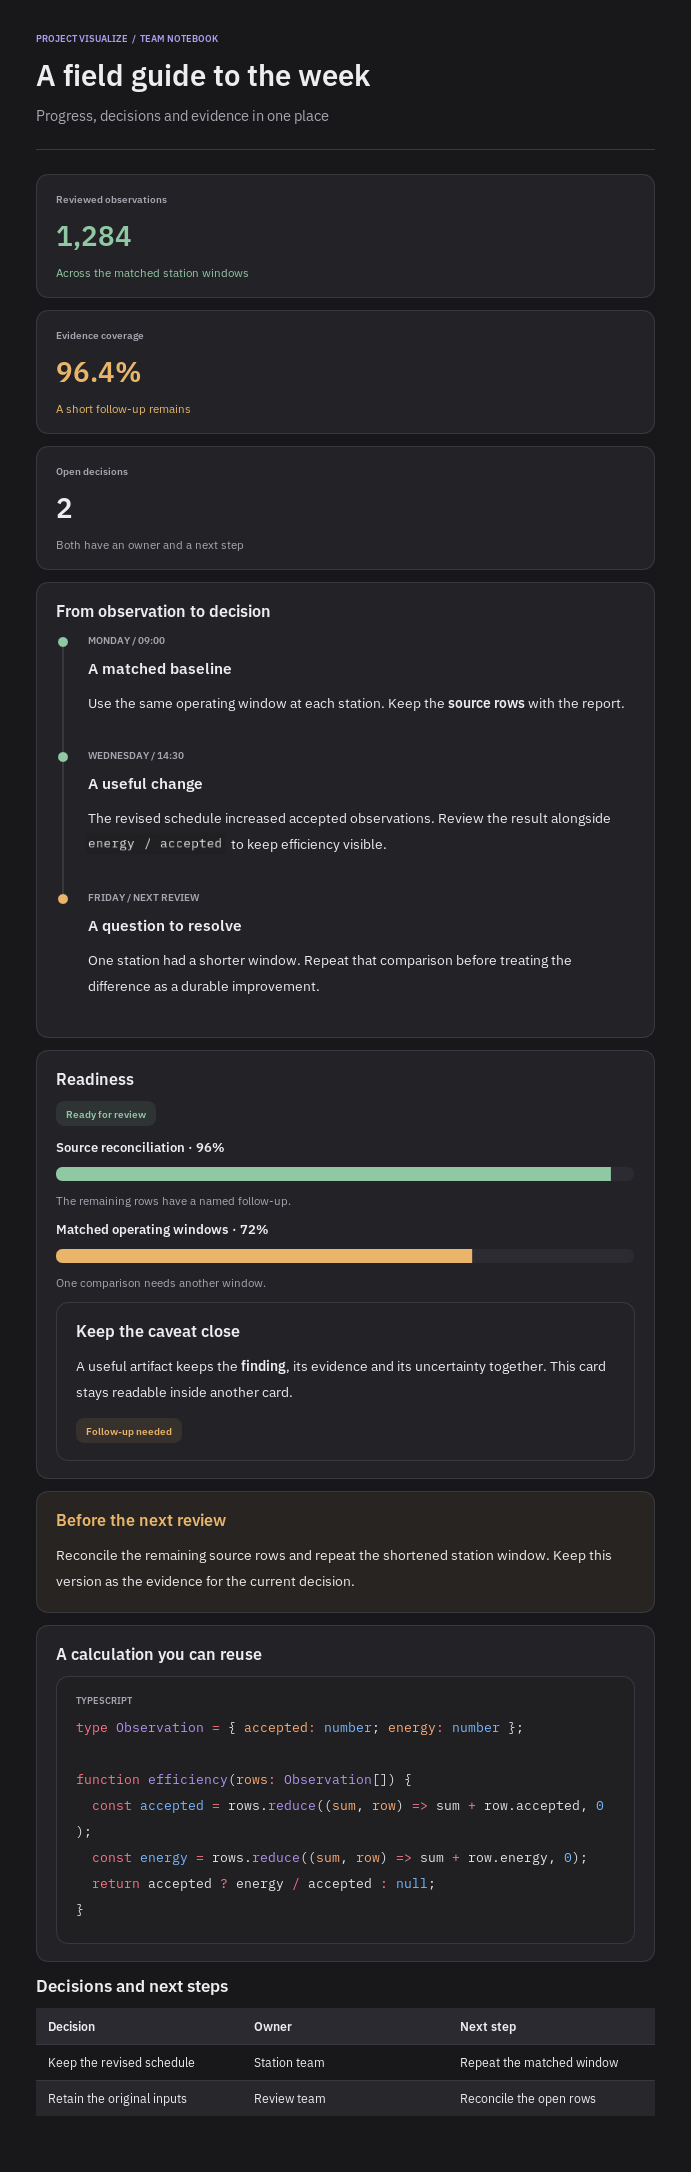 PROJECT VISUALIZE / TEAM NOTEBOOK
A field guide to the week
Progress, decisions and evidence in one place
Reviewed observations
1,284
Across the matched station windows
Evidence coverage
96.4%
A short follow-up remains
Open decisions
2
Both have an owner and a next step
From observation to decision
MONDAY / 09:00
A matched baseline
Use the same operating window at each station. Keep the source rows with the report.
WEDNESDAY / 14:30
A useful change
The revised schedule increased accepted observations. Review the result alongside
energy / accepted to keep efficiency visible.
FRIDAY / NEXT REVIEW
A question to resolve
One station had a shorter window. Repeat that comparison before treating the
difference as a durable improvement.
Readiness
Ready for review
Source reconciliation · 96%
The remaining rows have a named follow-up.
Matched operating windows · 72%
One comparison needs another window.
Keep the caveat close
A useful artifact keeps the finding, its evidence and its uncertainty together. This card
stays readable inside another card.
Follow-up needed
Before the next review
Reconcile the remaining source rows and repeat the shortened station window. Keep this
version as the evidence for the current decision.
A calculation you can reuse
TYPESCRIPT
type Observation = { accepted: number; energy: number };
function efficiency(rows: Observation[]) {
  const accepted = rows.reduce((sum, row) => sum + row.accepted, 0
);
  const energy = rows.reduce((sum, row) => sum + row.energy, 0);
  return accepted ? energy / accepted : null;
}
Decisions and next steps
Decision Owner Next step
Keep the revised schedule Station team Repeat the matched window
Retain the original inputs Review team Reconcile the open rows